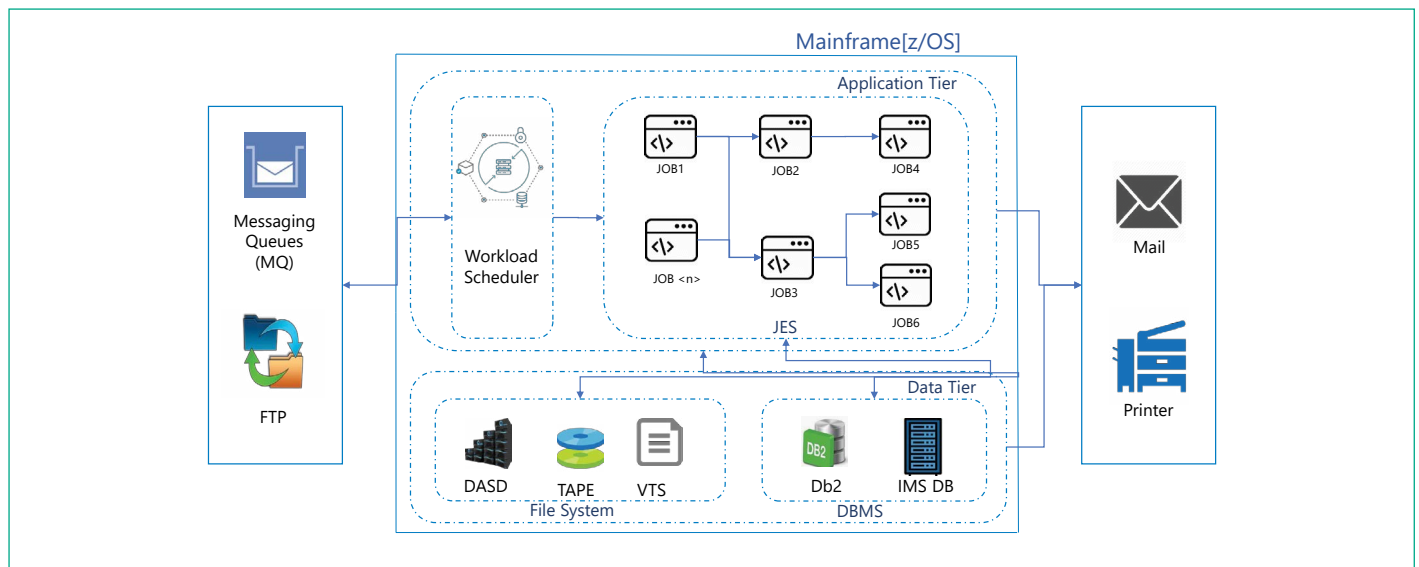 Mainframe[z/OS]
Application Tier
Messaging
Queues
(MQ)
FTP
Workload
Scheduler
JOB1
JOB2
JOB4
JOB <n>
JOB3
JOB5
JOB6
JES
Data Tier
DASD
TAPE
VTS
File System
DB2
Db2
IMS DB
DBMS
Mail
Printer